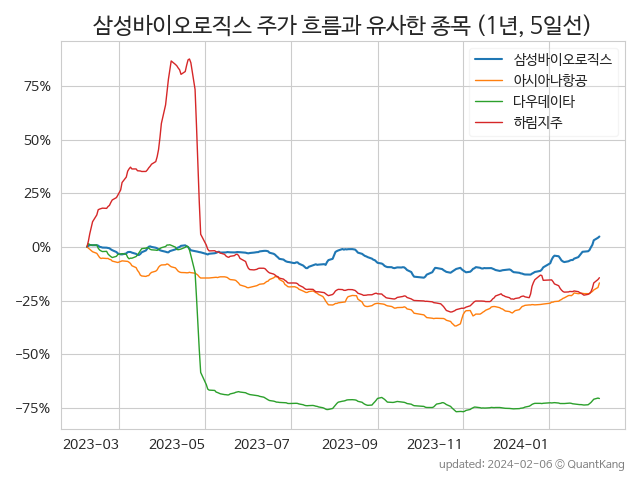 삼성바이오로직스 주가 흐름과 유사한 종목 (1년, 5일선)
삼성바이오로직스
아시아나항공
다우데이타
하림지주
75%
50%
25%
0%
−25%
−50%
−75%
2023-03 2023-05 2023-07 2023-09 2023-11 2024-01
updated: 2024-02-06 © QuantKang